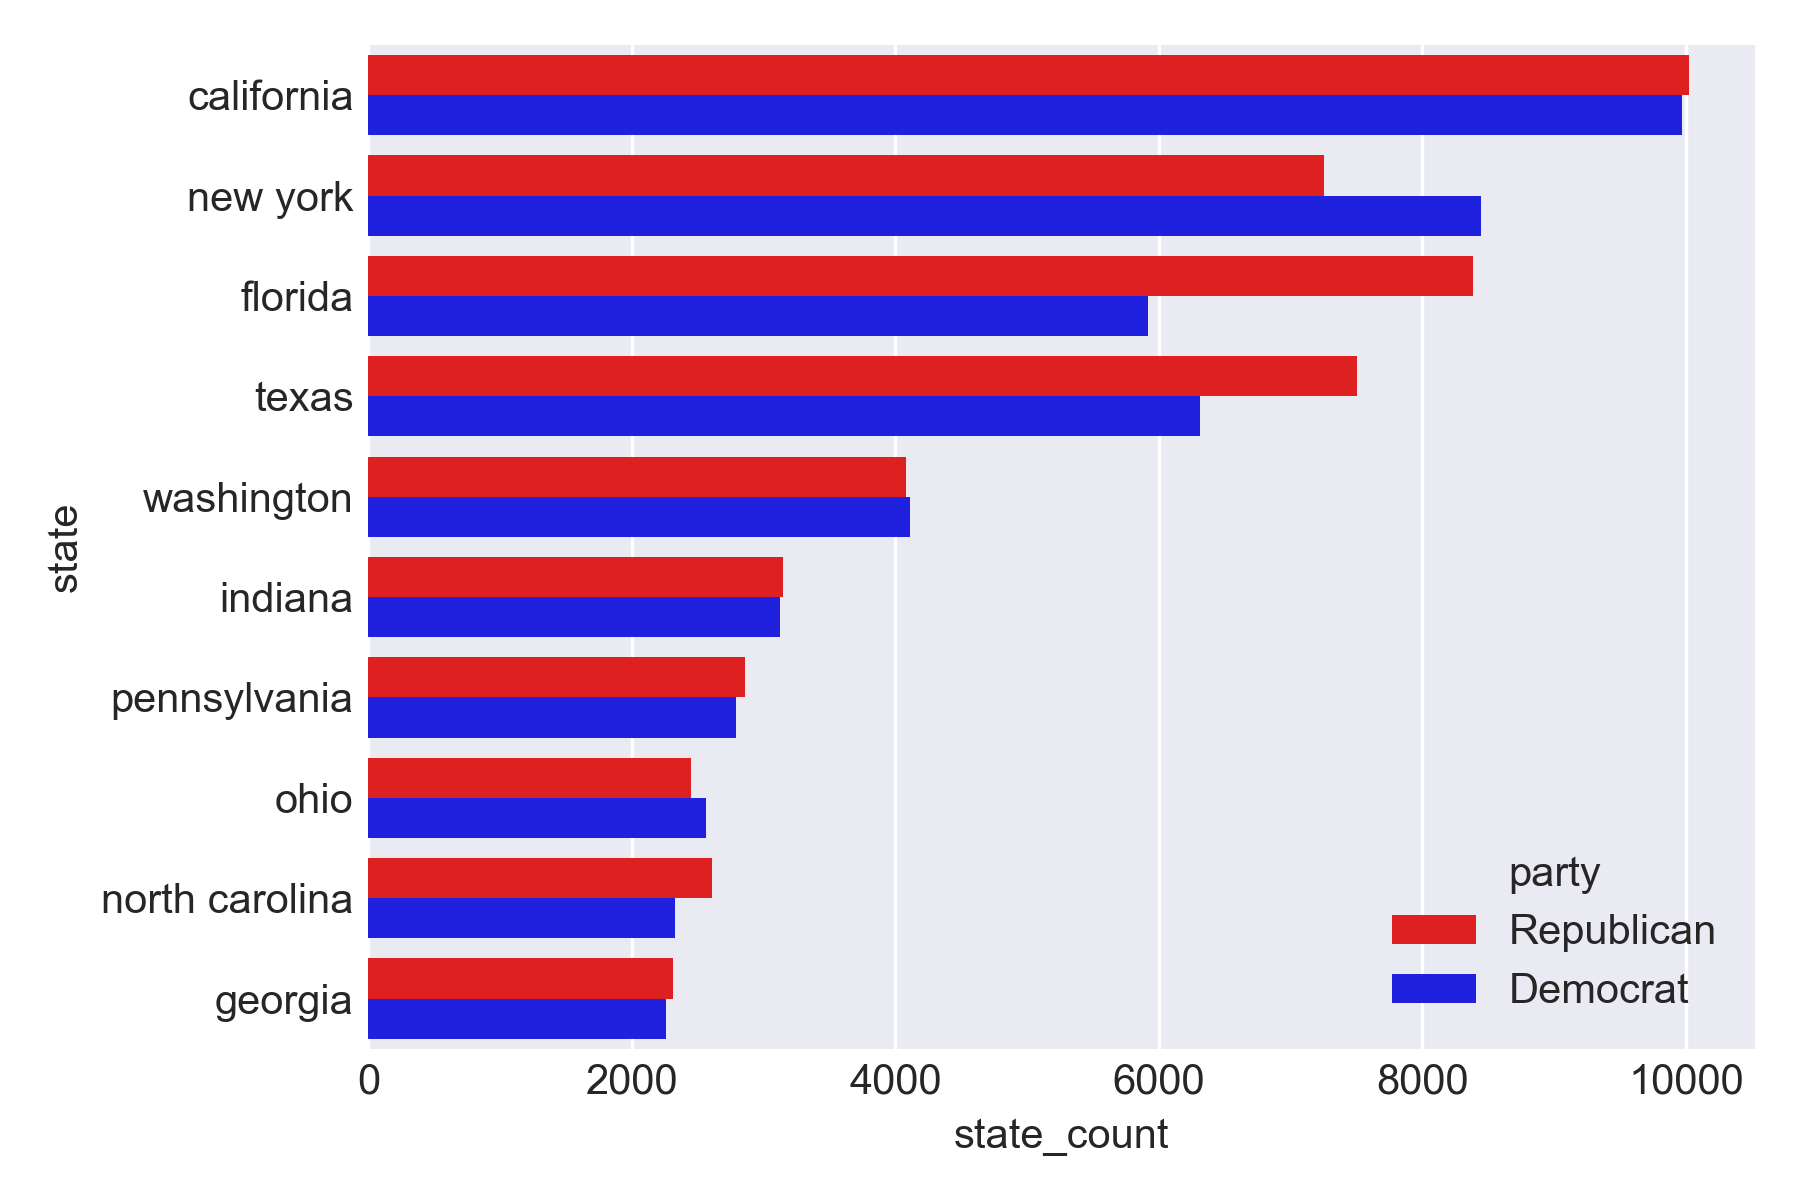 california
new york
florida
texas
washington
indiana
pennsylvania
ohio
north carolina
georgia
state
0 2000 4000 6000 8000 10000
state_count
party
Republican
Democrat